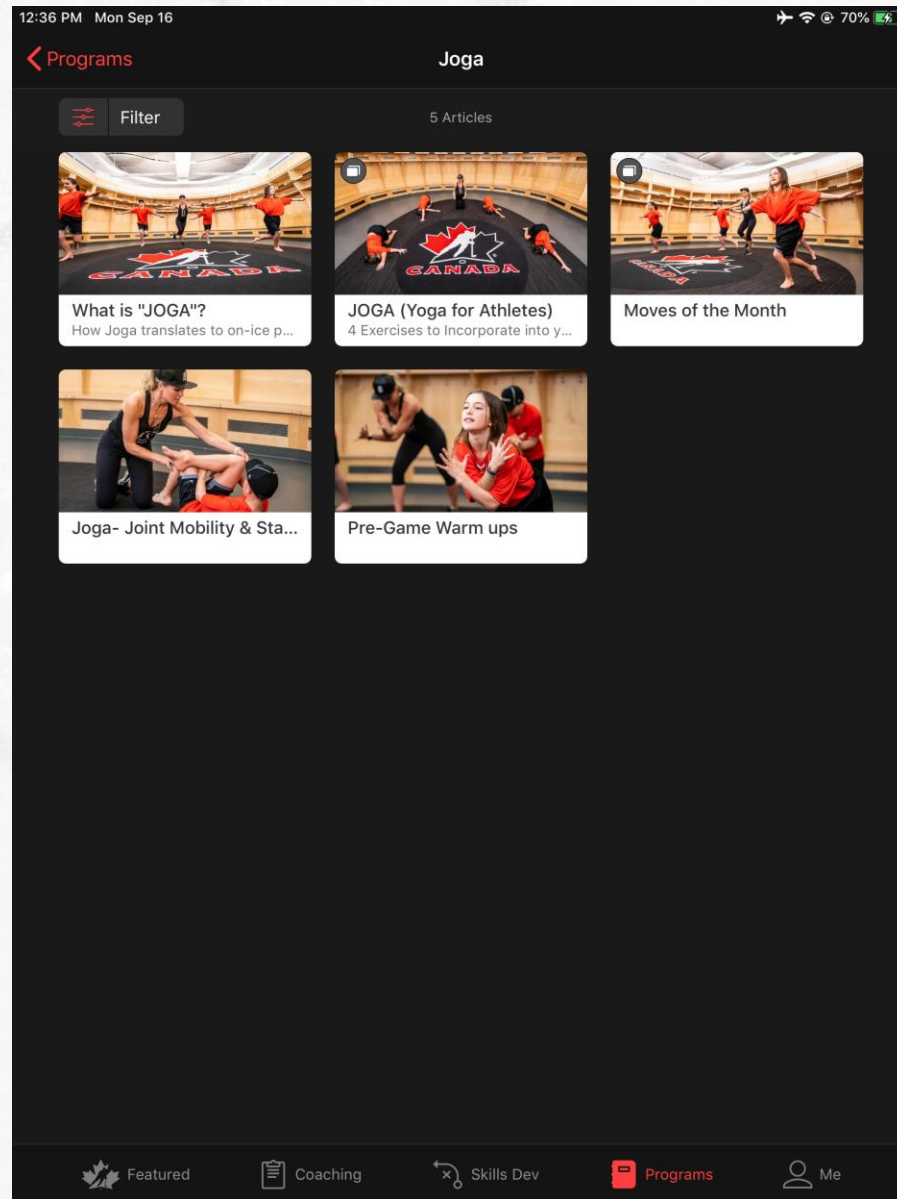 12:36 PM Mon Sep 16
70%
Programs
Joga
Filter
5 Articles
CANADA
CANADA
What is "JOGA"?
How Joga translates to on-ice p...
JOGA (Yoga for Athletes)
4 Exercises to Incorporate into y...
Moves of the Month
Joga- Joint Mobility & Sta...
Pre-Game Warm ups
Featured
Coaching
Skills Dev
Programs
Me